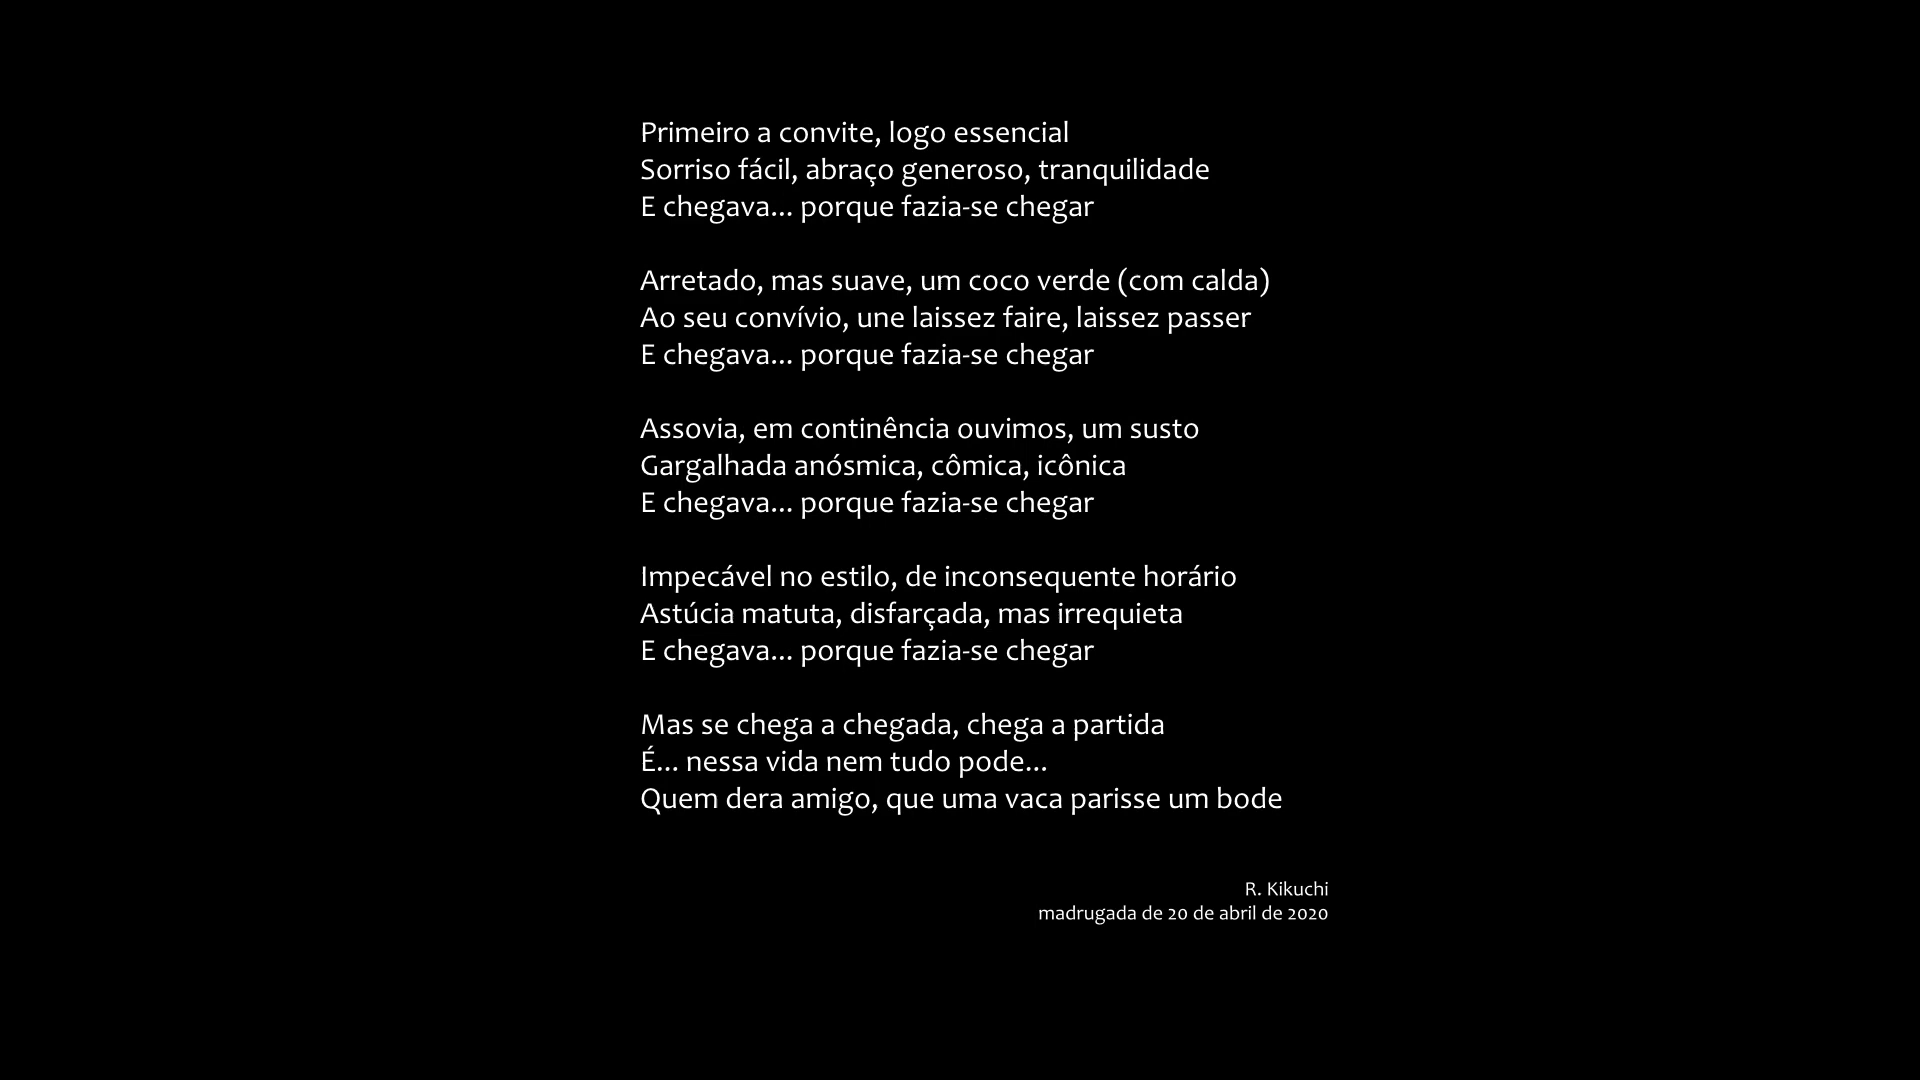 Primeiro a convite, logo essencial
Sorriso fácil, abraço generoso, tranquilidade
E chegava... porque fazia-se chegar
Arretado, mas suave, um coco verde (com calda)
Ao seu convívio, une laissez faire, laissez passer
E chegava... porque fazia-se chegar
Assovia, em continência ouvimos, um susto
Gargalhada anósmica, cômica, icônica
E chegava... porque fazia-se chegar
Impecável no estilo, de inconsequente horário
Astúcia matuta, disfarçada, mas irrequieta
E chegava... porque fazia-se chegar
Mas se chega a chegada, chega a partida
É... nessa vida nem tudo pode...
Quem dera amigo, que uma vaca parisse um bode
R. Kikuchi
madrugada de 20 de abril de 2020